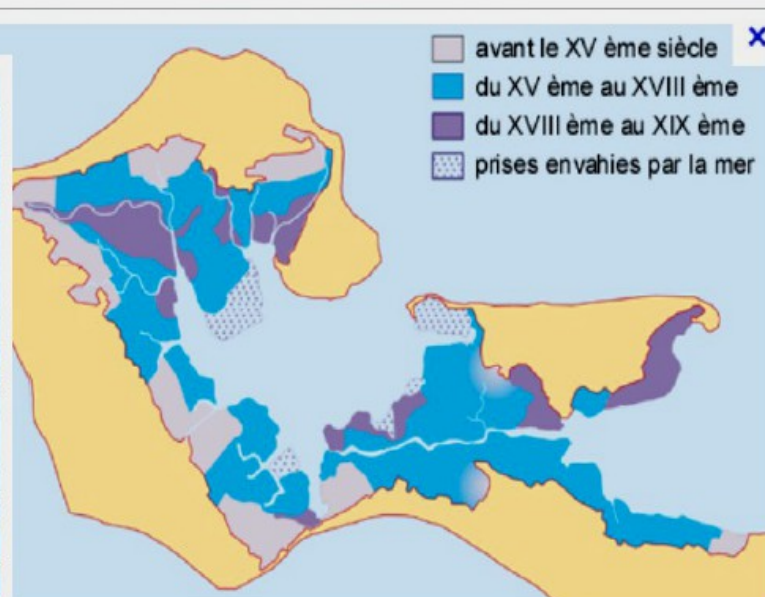 avant le XV ème siècle
du XV ème au XVIII ème
du XVIII ème au XIX ème
prises envahies par la mer